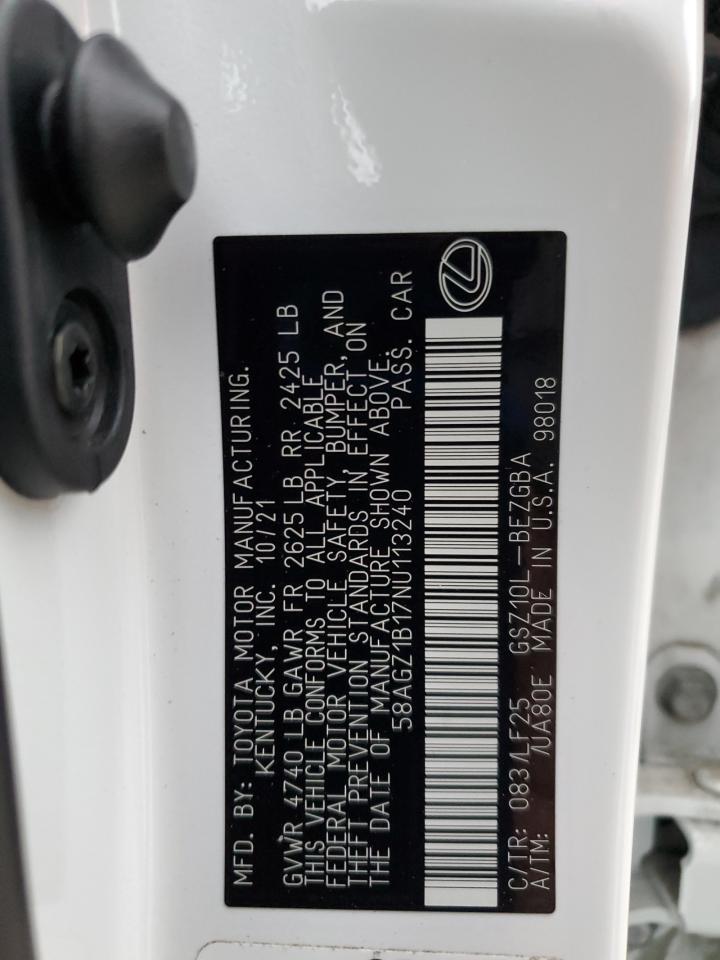 MFD. BY: TOYOTA MOTOR MANUFACTURING.
KENTUCKY, INC. 10/21
GVWR 4740 LB GAWR FR 2625 LB RR 2425 LB
THIS VEHICLE CONFORMS TO ALL APPLICABLE
FEDERAL MOTOR VEHICLE SAFETY, BUMPER, AND
THEFT PREVENTION STANDARDS IN EFFECT ON
THE DATE OF MANUFACTURE SHOWN ABOVE.
58AGZ1B17NU113240 PASS. CAR
C/TR: 083/LF25 GSZ10L-BEZGBA
A/TM: /UA80E MADE IN U.S.A. 98018